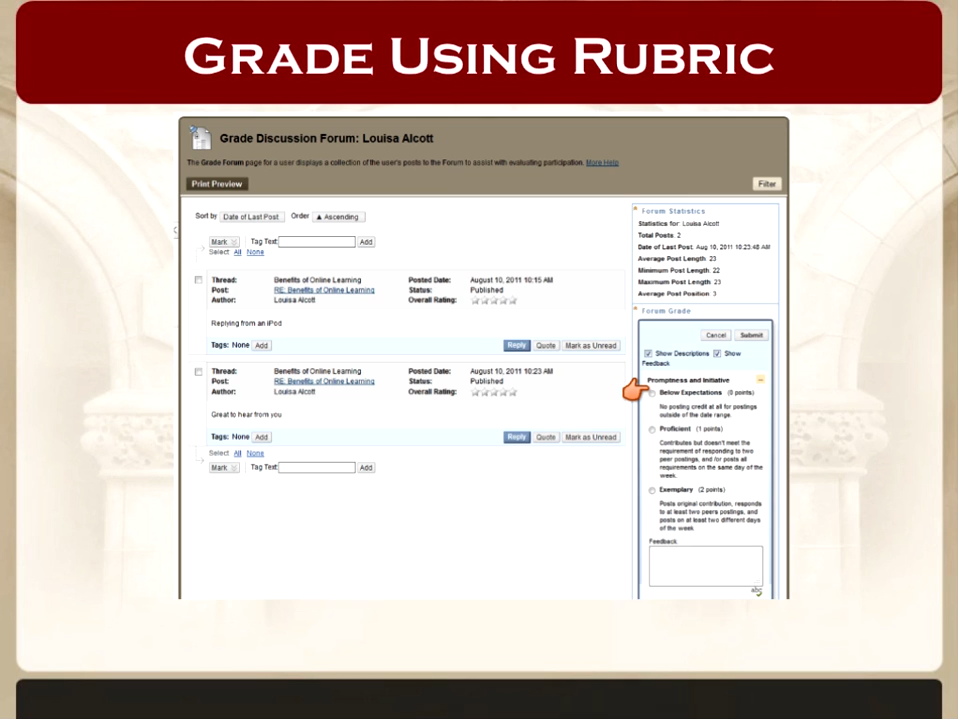 Grade Using Rubric
Grade Discussion Forum: Louisa Alcott
The Grade Forum page for a user displays a collection of the user's posts to the Forum to assist with evaluating participation. More Help
Print Preview
Filter
Sort by Date of Last Post Order ▲ Ascending
Mark Tag Text Add
Select All None
Thread: Benefits of Online Learning Posted Date: August 10, 2011 10:15 AM
Post: RE: Benefits of Online Learning Status: Published
Author: Louisa Alcott Overall Rating:
Replying from an iPod
Tags: None Add Reply Quote Mark as Unread
Thread: Benefits of Online Learning Posted Date: August 10, 2011 10:23 AM
Post: RE: Benefits of Online Learning Status: Published
Author: Louisa Alcott Overall Rating:
Great to hear from you
Tags: None Add Reply Quote Mark as Unread
Select All None
Mark Tag Text Add
Forum Statistics
Statistics for: Louisa Alcott
Total Posts: 2
Date of Last Post: Aug 10, 2011 10:23:48 AM
Average Post Length: 23
Minimum Post Length: 22
Maximum Post Length: 23
Average Post Position: 3
Forum Grade
Cancel Submit
Show Descriptions Show
Feedback
Promptness and Initiative
Below Expectations (0 points)
No posting credit at all for postings
outside of the date range.
Proficient (1 points)
Contributes but doesn't meet the
requirement of responding to two
peer postings, and /or posts all
requirements on the same day of the
week.
Exemplary (2 points)
Posts original contribution, responds
to at least two peers postings, and
posts on at least two different days
of the week.
Feedback
abc